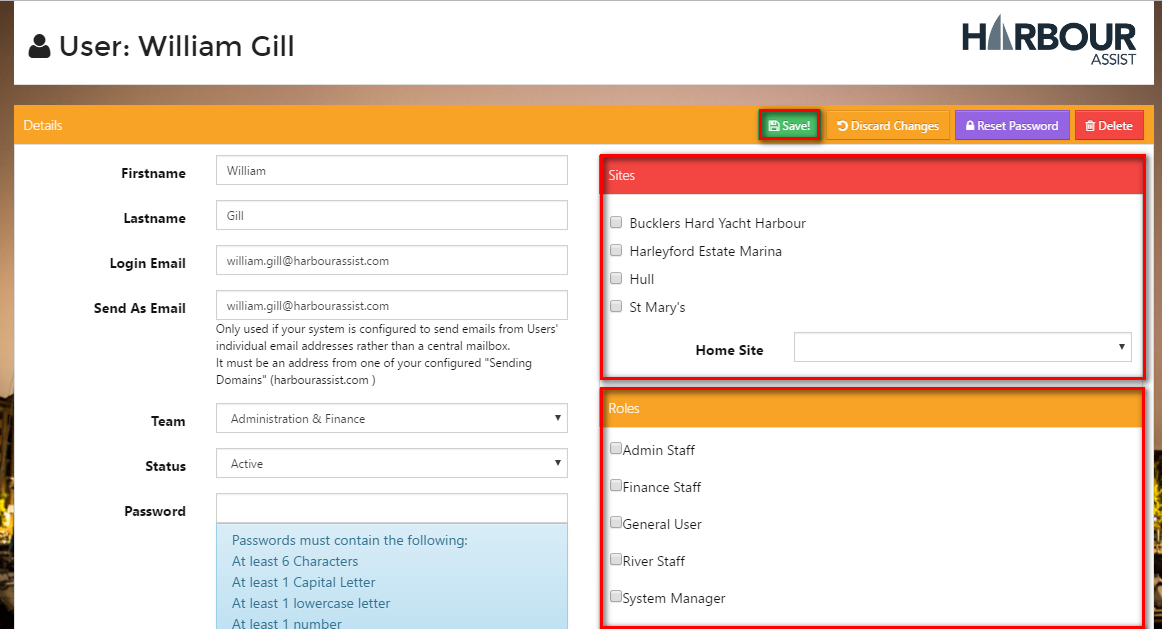 User: William Gill
HARBOUR
ASSIST
Details
Save!
Discard Changes
Reset Password
Delete
Firstname
William
Lastname
Gill
Login Email
william.gill@harbourassist.com
Send As Email
william.gill@harbourassist.com
Only used if your system is configured to send emails from Users'
individual email addresses rather than a central mailbox.
It must be an address from one of your configured "Sending
Domains" (harbourassist.com )
Team
Administration & Finance
Status
Active
Password
Passwords must contain the following:
At least 6 Characters
At least 1 Capital Letter
At least 1 lowercase letter
At least 1 number
Sites
Bucklers Hard Yacht Harbour
Harleyford Estate Marina
Hull
St Mary's
Home Site
Roles
Admin Staff
Finance Staff
General User
River Staff
System Manager